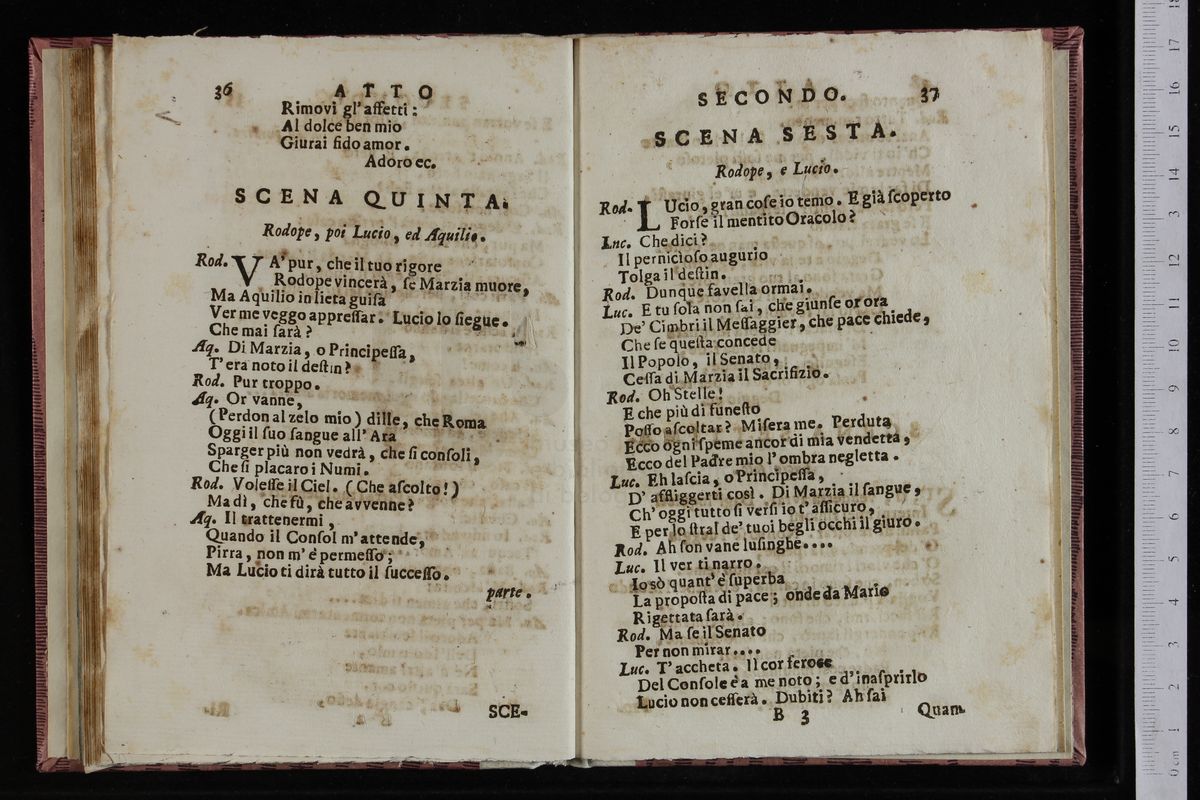 36 ATTO
Rimovi gl' affetti :
Al dolce ben mio
Giurai fido amor .
Adoro ec.
SCENA QUINTA.
Rodope , poi Lucio , ed Aquilio .
Rod. VA' pur , che il tuo rigore
Rodope vincerà , ſe Marzia muore ,
Ma Aquilio in lieta guiſa
Ver me veggo appreſſar . Lucio lo ſiegue .
Che mai ſarà ?
Aq. Di Marzia , o Principeſſa ,
T' era noto il deſtin ?
Rod. Pur troppo .
Aq. Or vanne ,
( Perdon al zelo mio ) dille , che Roma
Oggi il ſuo ſangue all' Ara
Sparger più non vedrà , che ſi conſoli ,
Che ſi placaro i Numi .
Rod. Voleſſe il Ciel . ( Che aſcolto ! )
Ma dì , che fù , che avvenne ?
Aq. Il trattenermi ,
Quando il Conſol m' attende ,
Pirra , non m' è permeſſo ;
Ma Lucio ti dirà tutto il ſucceſſo .
parte .
SCE-
SECONDO. 37
SCENA SESTA.
Rodope , e Lucio .
Rod. LUcio , gran coſe io temo . E già ſcoperto
Forſe il mentito Oracolo ?
Luc. Che dici ?
Il pernicioſo augurio
Tolga il deſtin .
Rod. Dunque favella ormai .
Luc. E tu ſola non ſai , che giunſe or ora
De' Cimbri il Meſſaggier , che pace chiede ,
Che ſe queſta concede
Il Popolo , il Senato ,
Ceſſa di Marzia il Sacrifizio .
Rod. Oh Stelle !
E che più di funeſto
Poſſo aſcoltar ? Miſera me . Perduta
Ecco ogni ſpeme ancor di mia vendetta ,
Ecco del Padre mio l' ombra negletta .
Luc. Eh laſcia , o Principeſſa ,
D' affliggerti così . Di Marzia il ſangue ,
Ch' oggi tutto ſi verſi io t' aſſicuro ,
E per lo ſtral de' tuoi begli occhi il giuro .
Rod. Ah ſon vane luſinghe ....
Luc. Il ver ti narro .
Io sò quant' è ſuperba
La propoſta di pace ; onde da Mario
Rigettata ſarà .
Rod. Ma ſe il Senato
Per non mirar ....
Luc. T' accheta . Il cor feroce
Del Conſole è a me noto ; e d' inaſprirlo
Lucio non ceſſerà . Dubiti ? Ah ſai
B 3 Quam